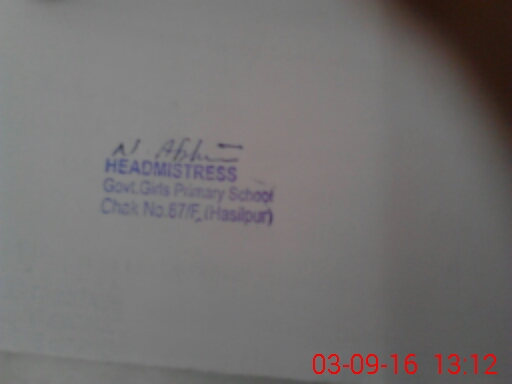 HEADMISTRESS
Govt.Girls Primary School
Chak No.67/F,(Hasilpur)
03-09-16 13:12